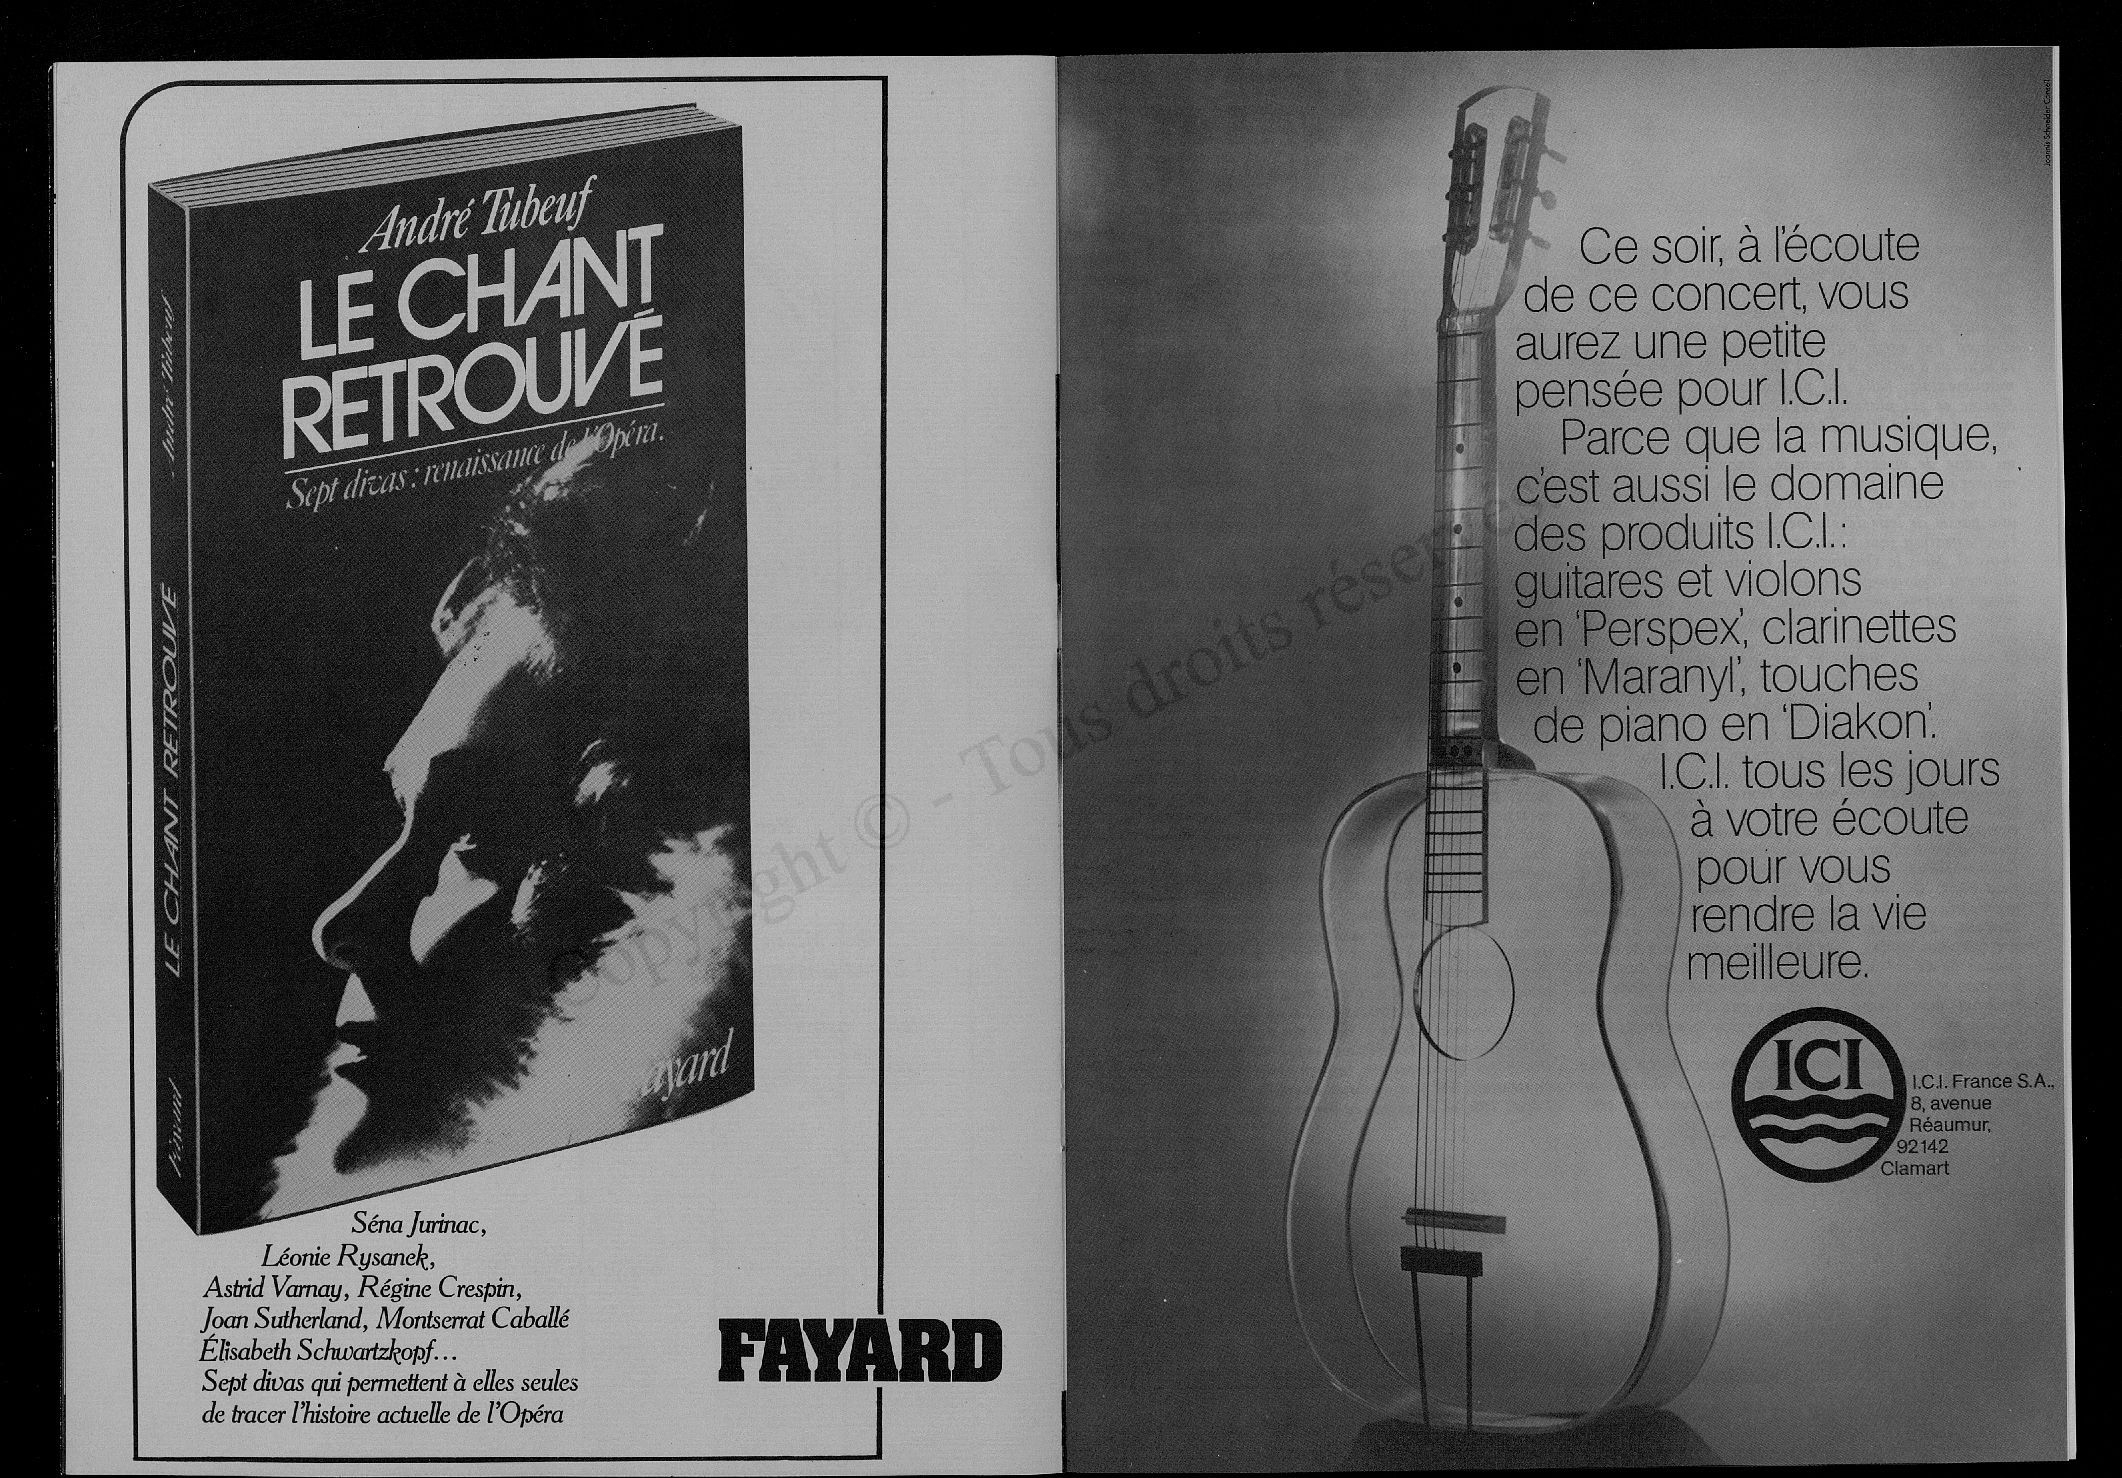 André Tubeuf
LE CHANT
RETROUVÉ
Sept divas : renaissance de l'Opéra.
André Tubeuf
LE CHANT RETROUVÉ
Fayard
ayard
Séna Jurinac,
Léonie Rysanek,
Astrid Varnay, Régine Crespin,
Joan Sutherland, Montserrat Caballé
Élisabeth Schwartzkopf...
Sept divas qui permettent à elles seules
de tracer l'histoire actuelle de l'Opéra
FAYARD
Copyright © - Tous droits réservés
Ce soir, à l'écoute
de ce concert, vous
aurez une petite
pensée pour I.C.I.
Parce que la musique,
c'est aussi le domaine
des produits I.C.I. :
guitares et violons
en 'Perspex', clarinettes
en 'Maranyl', touches
de piano en 'Diakon'.
I.C.I. tous les jours
à votre écoute
pour vous
rendre la vie
meilleure.
ICI
I.C.I. France S.A.,
8, avenue
Réaumur,
92142
Clamart